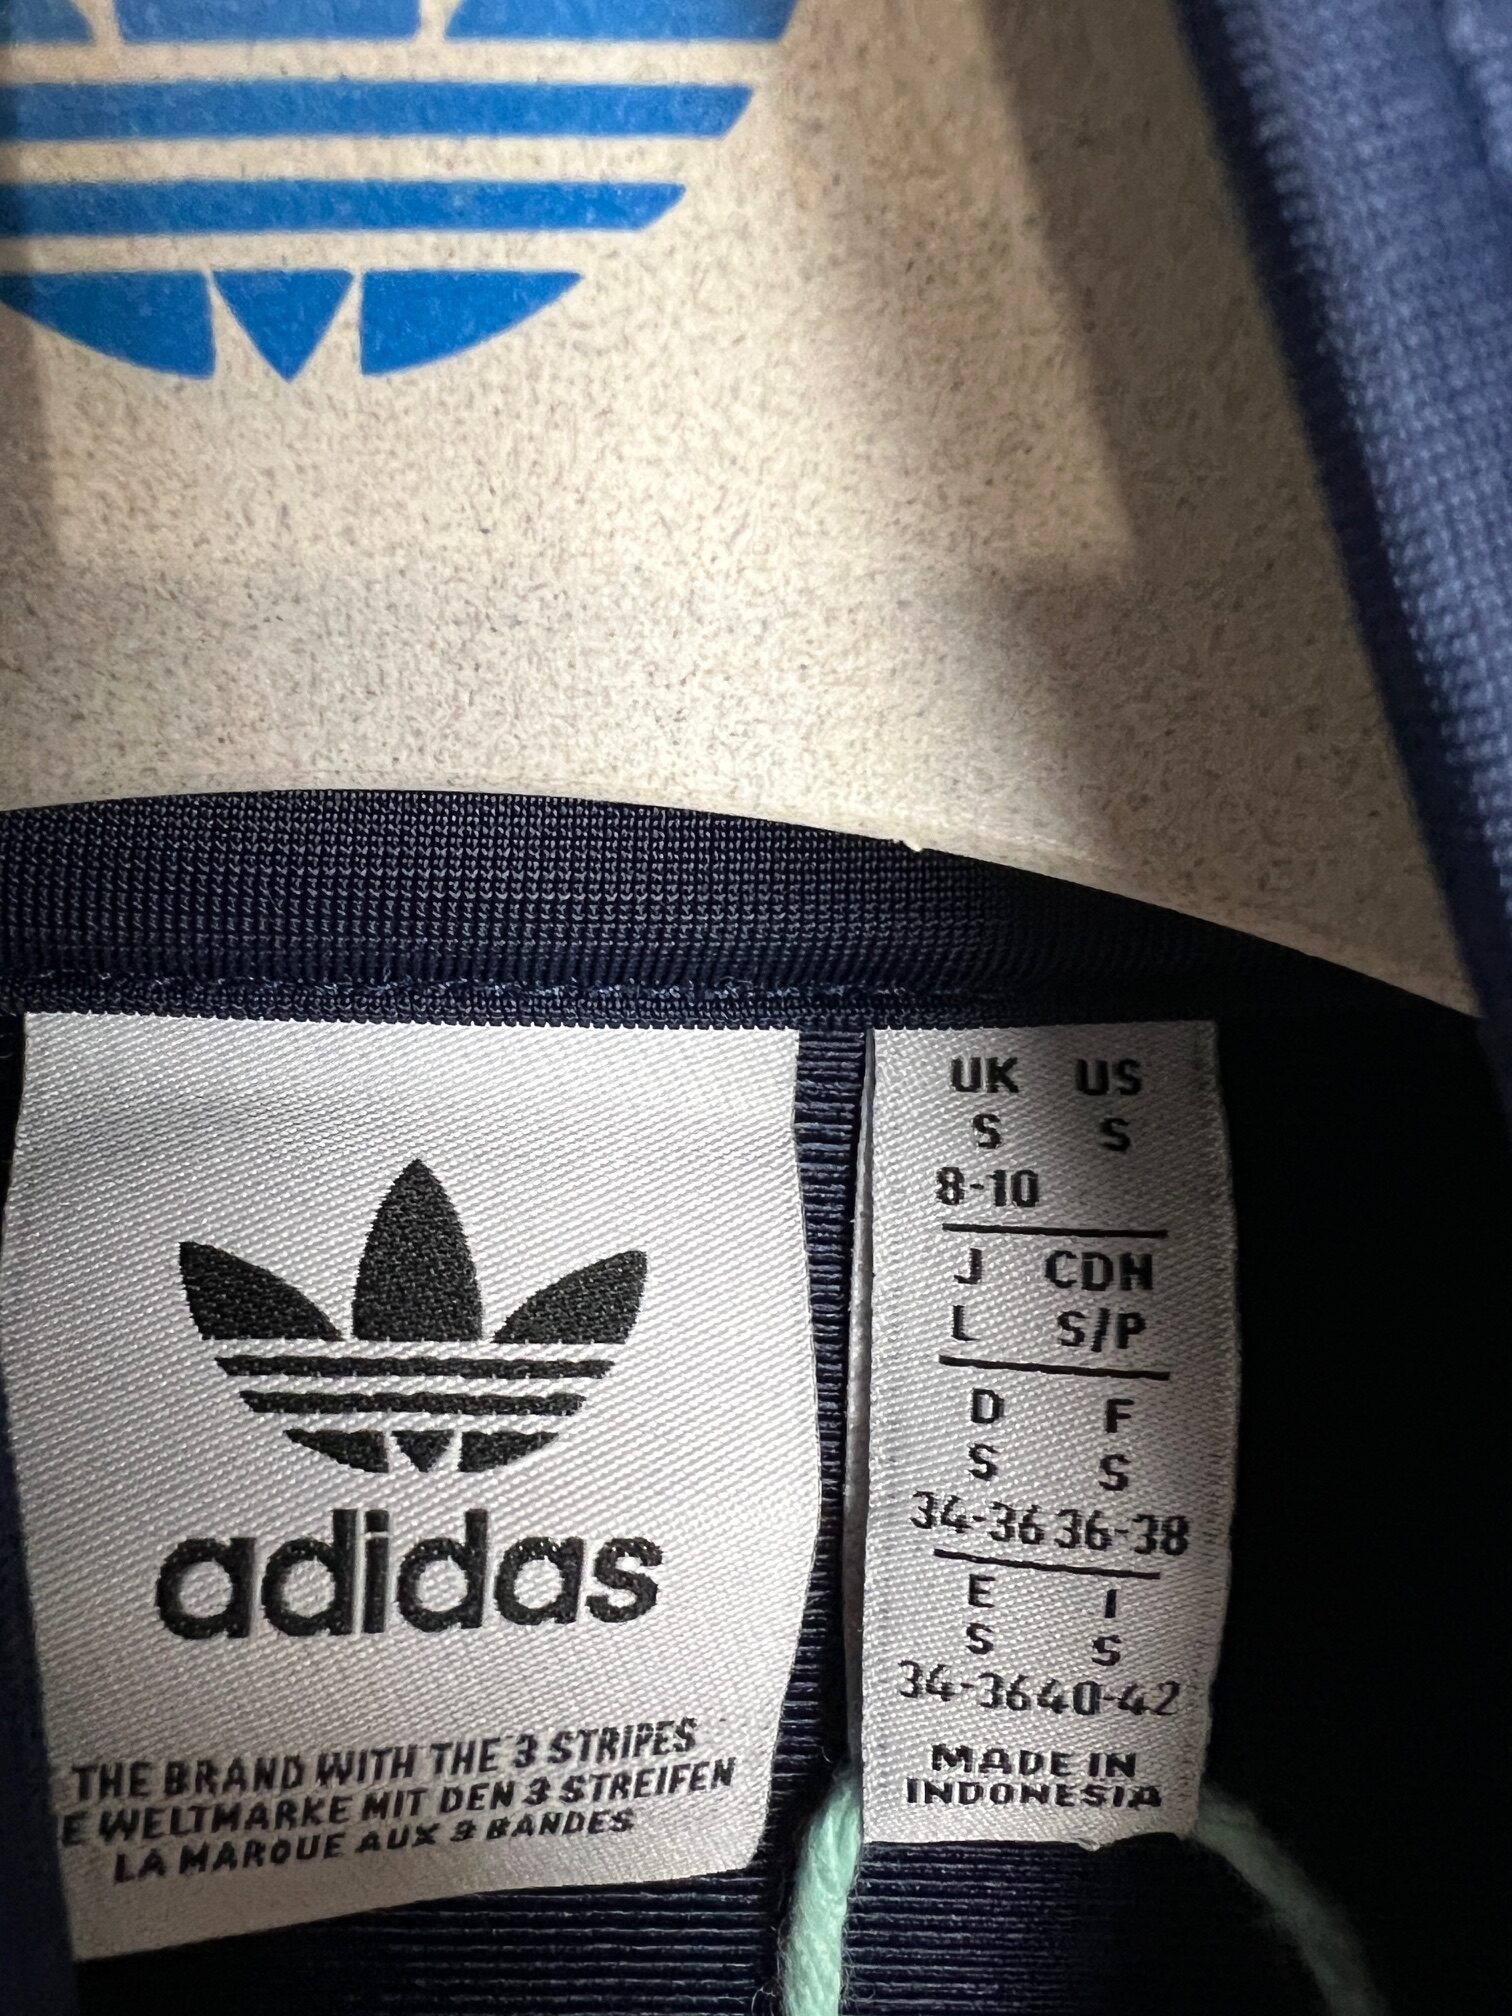 adidas
THE BRAND WITH THE 3 STRIPES
E WELTMARKE MIT DEN 3 STREIFEN
LA MARQUE AUX 3 BANDES
UK US
S S
8-10
J CDN
L S/P
D F
S S
34-36 36-38
E I
S S
34-36 40-42
MADE IN
INDONESIA